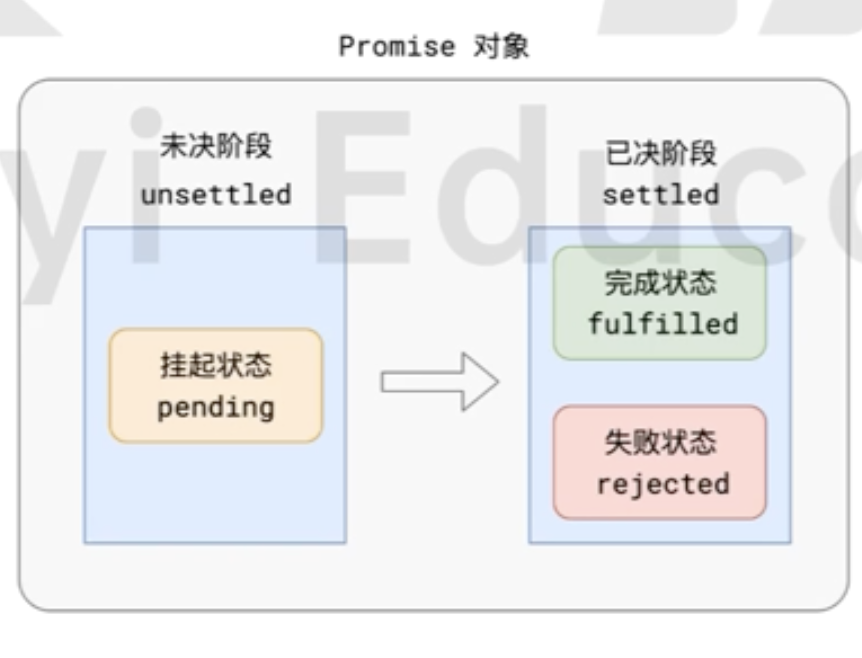 Promise 对象
未决阶段
unsettled
已决阶段
settled
挂起状态
pending
完成状态
fulfilled
失败状态
rejected
yi Educ